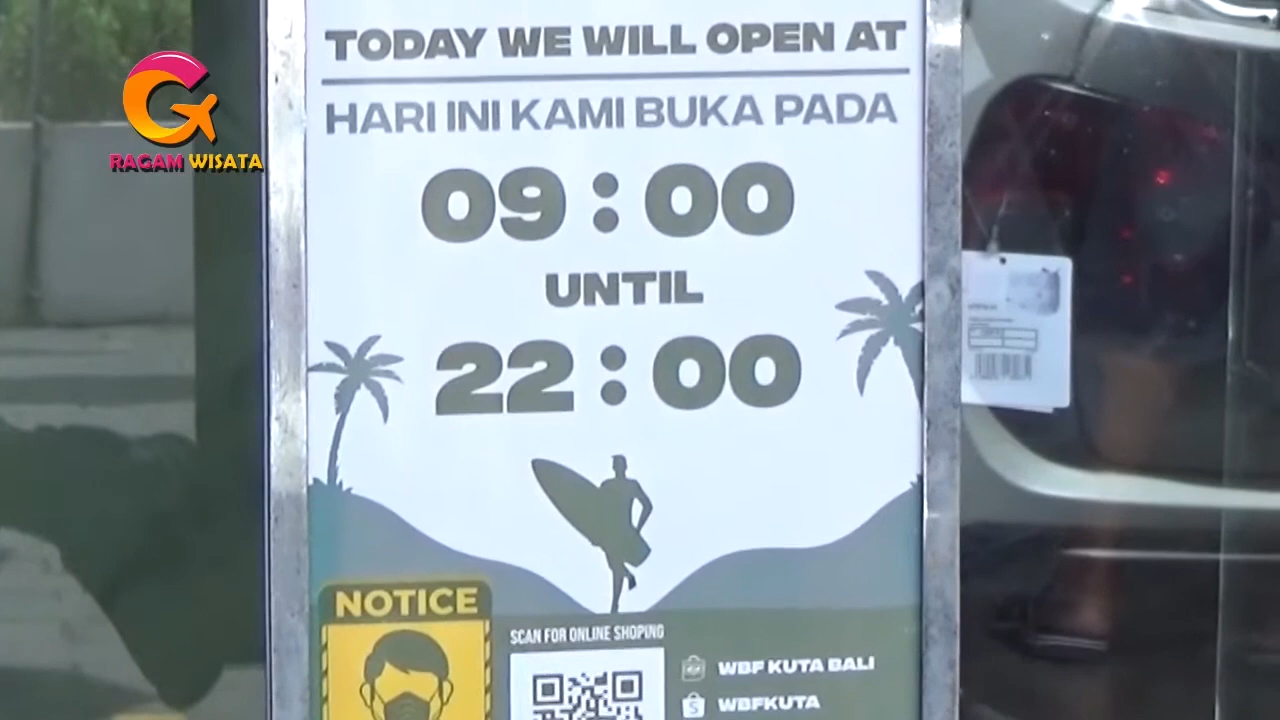 RAGAM WISATA
TODAY WE WILL OPEN AT
HARI INI KAMI BUKA PADA
09:00
UNTIL
22:00
NOTICE
SCAN FOR ONLINE SHOPING
WBF KUTA BALI
WBFKUTA